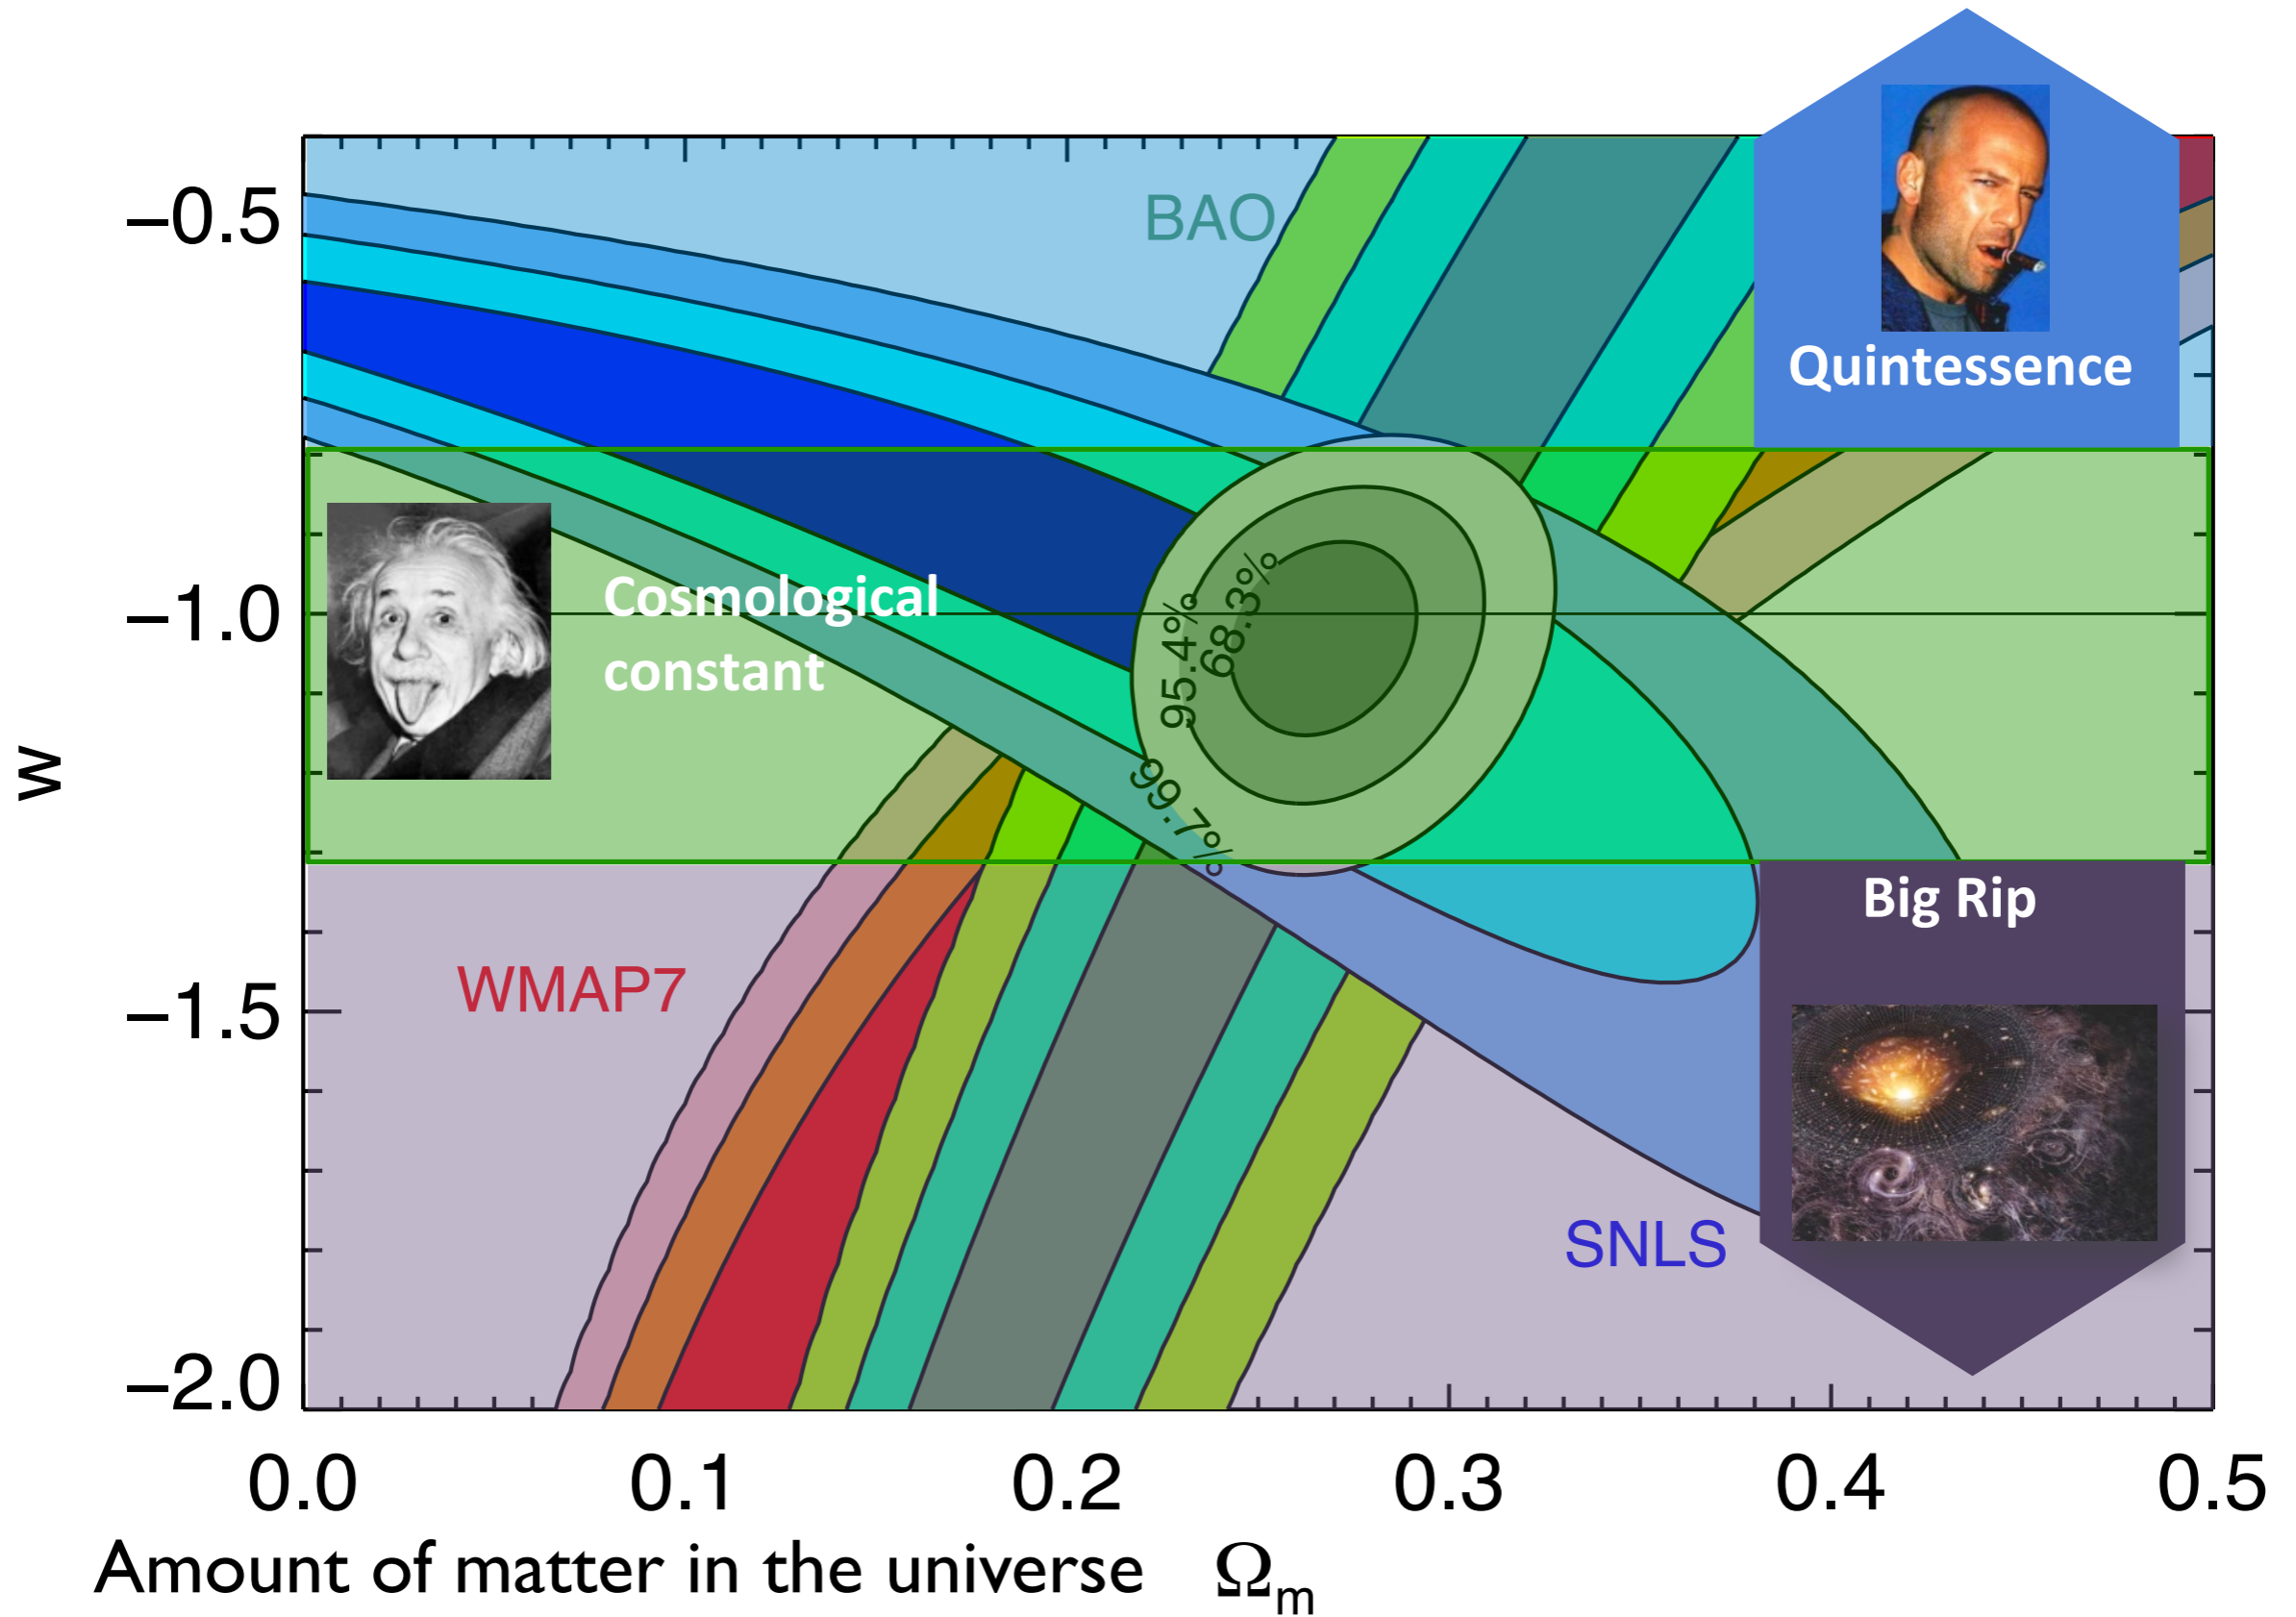 BAO
−0.5
Quintessence
Cosmological
constant
−1.0
68.3%
95.4%
99.7%
w
Big Rip
WMAP7
−1.5
SNLS
−2.0
0.0 0.1 0.2 0.3 0.4 0.5
Amount of matter in the universe Ωm